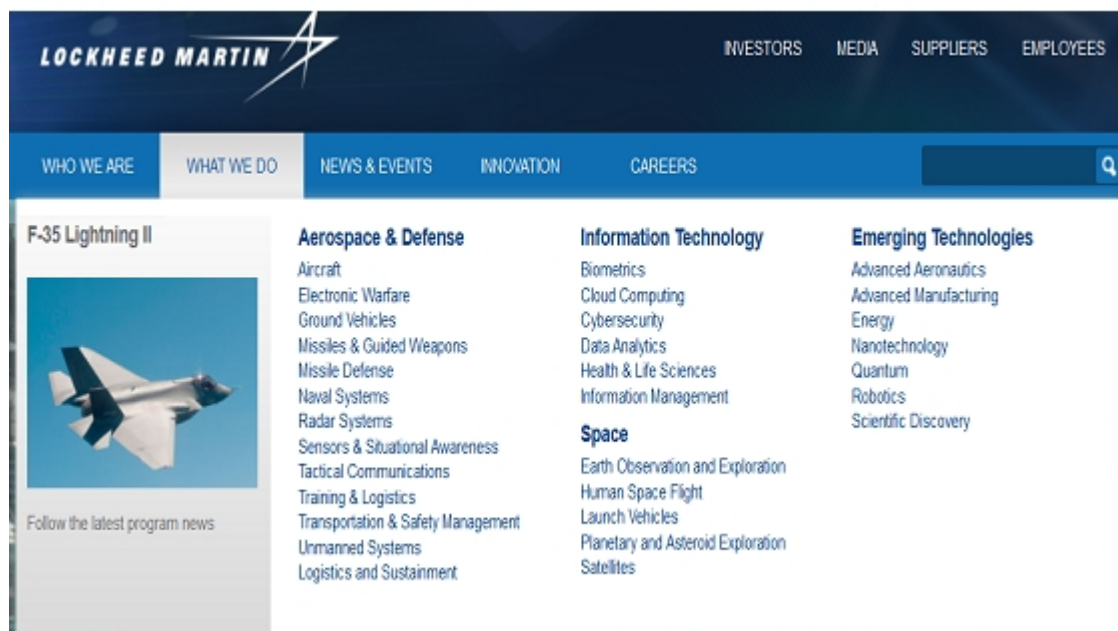 LOCKHEED MARTIN
INVESTORS MEDIA SUPPLIERS EMPLOYEES
WHO WE ARE WHAT WE DO NEWS & EVENTS INNOVATION CAREERS
F-35 Lightning II
Follow the latest program news
Aerospace & Defense
Aircraft
Electronic Warfare
Ground Vehicles
Missiles & Guided Weapons
Missile Defense
Naval Systems
Radar Systems
Sensors & Situational Awareness
Tactical Communications
Training & Logistics
Transportation & Safety Management
Unmanned Systems
Logistics and Sustainment
Information Technology
Biometrics
Cloud Computing
Cybersecurity
Data Analytics
Health & Life Sciences
Information Management
Space
Earth Observation and Exploration
Human Space Flight
Launch Vehicles
Planetary and Asteroid Exploration
Satellites
Emerging Technologies
Advanced Aeronautics
Advanced Manufacturing
Energy
Nanotechnology
Quantum
Robotics
Scientific Discovery